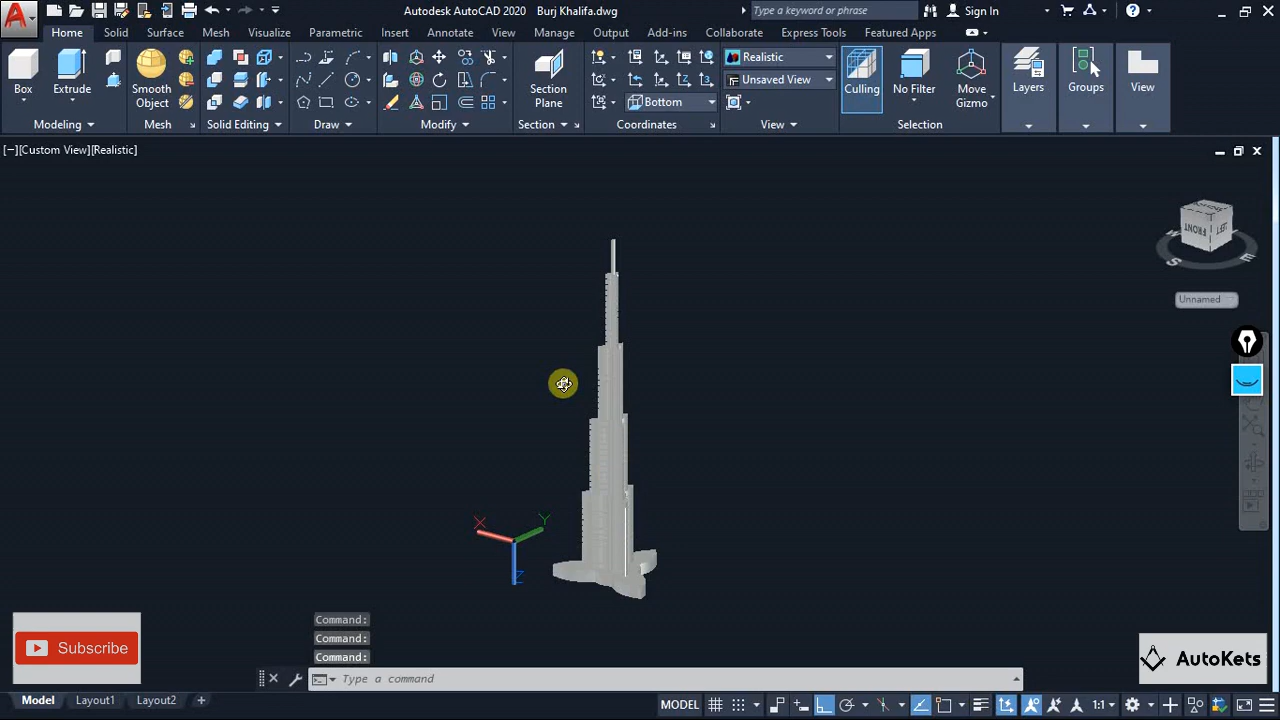 Autodesk AutoCAD 2020 Burj Khalifa.dwg
Type a keyword or phrase
Sign In
Home Solid Surface Mesh Visualize Parametric Insert Annotate View Manage Output Add-ins Collaborate Express Tools Featured Apps
Realistic
Unsaved View
Bottom
Box
Extrude
Smooth Object
Section Plane
Culling
No Filter
Move Gizmo
Layers
Groups
View
Modeling Mesh Solid Editing Draw Modify Section Coordinates View Selection
[−][Custom View][Realistic]
FRONT
LEFT
S
E
Unnamed
X
Y
Z
Command:
Command:
Command:
Type a command
Subscribe
AutoKets
Model Layout1 Layout2
MODEL
1:1